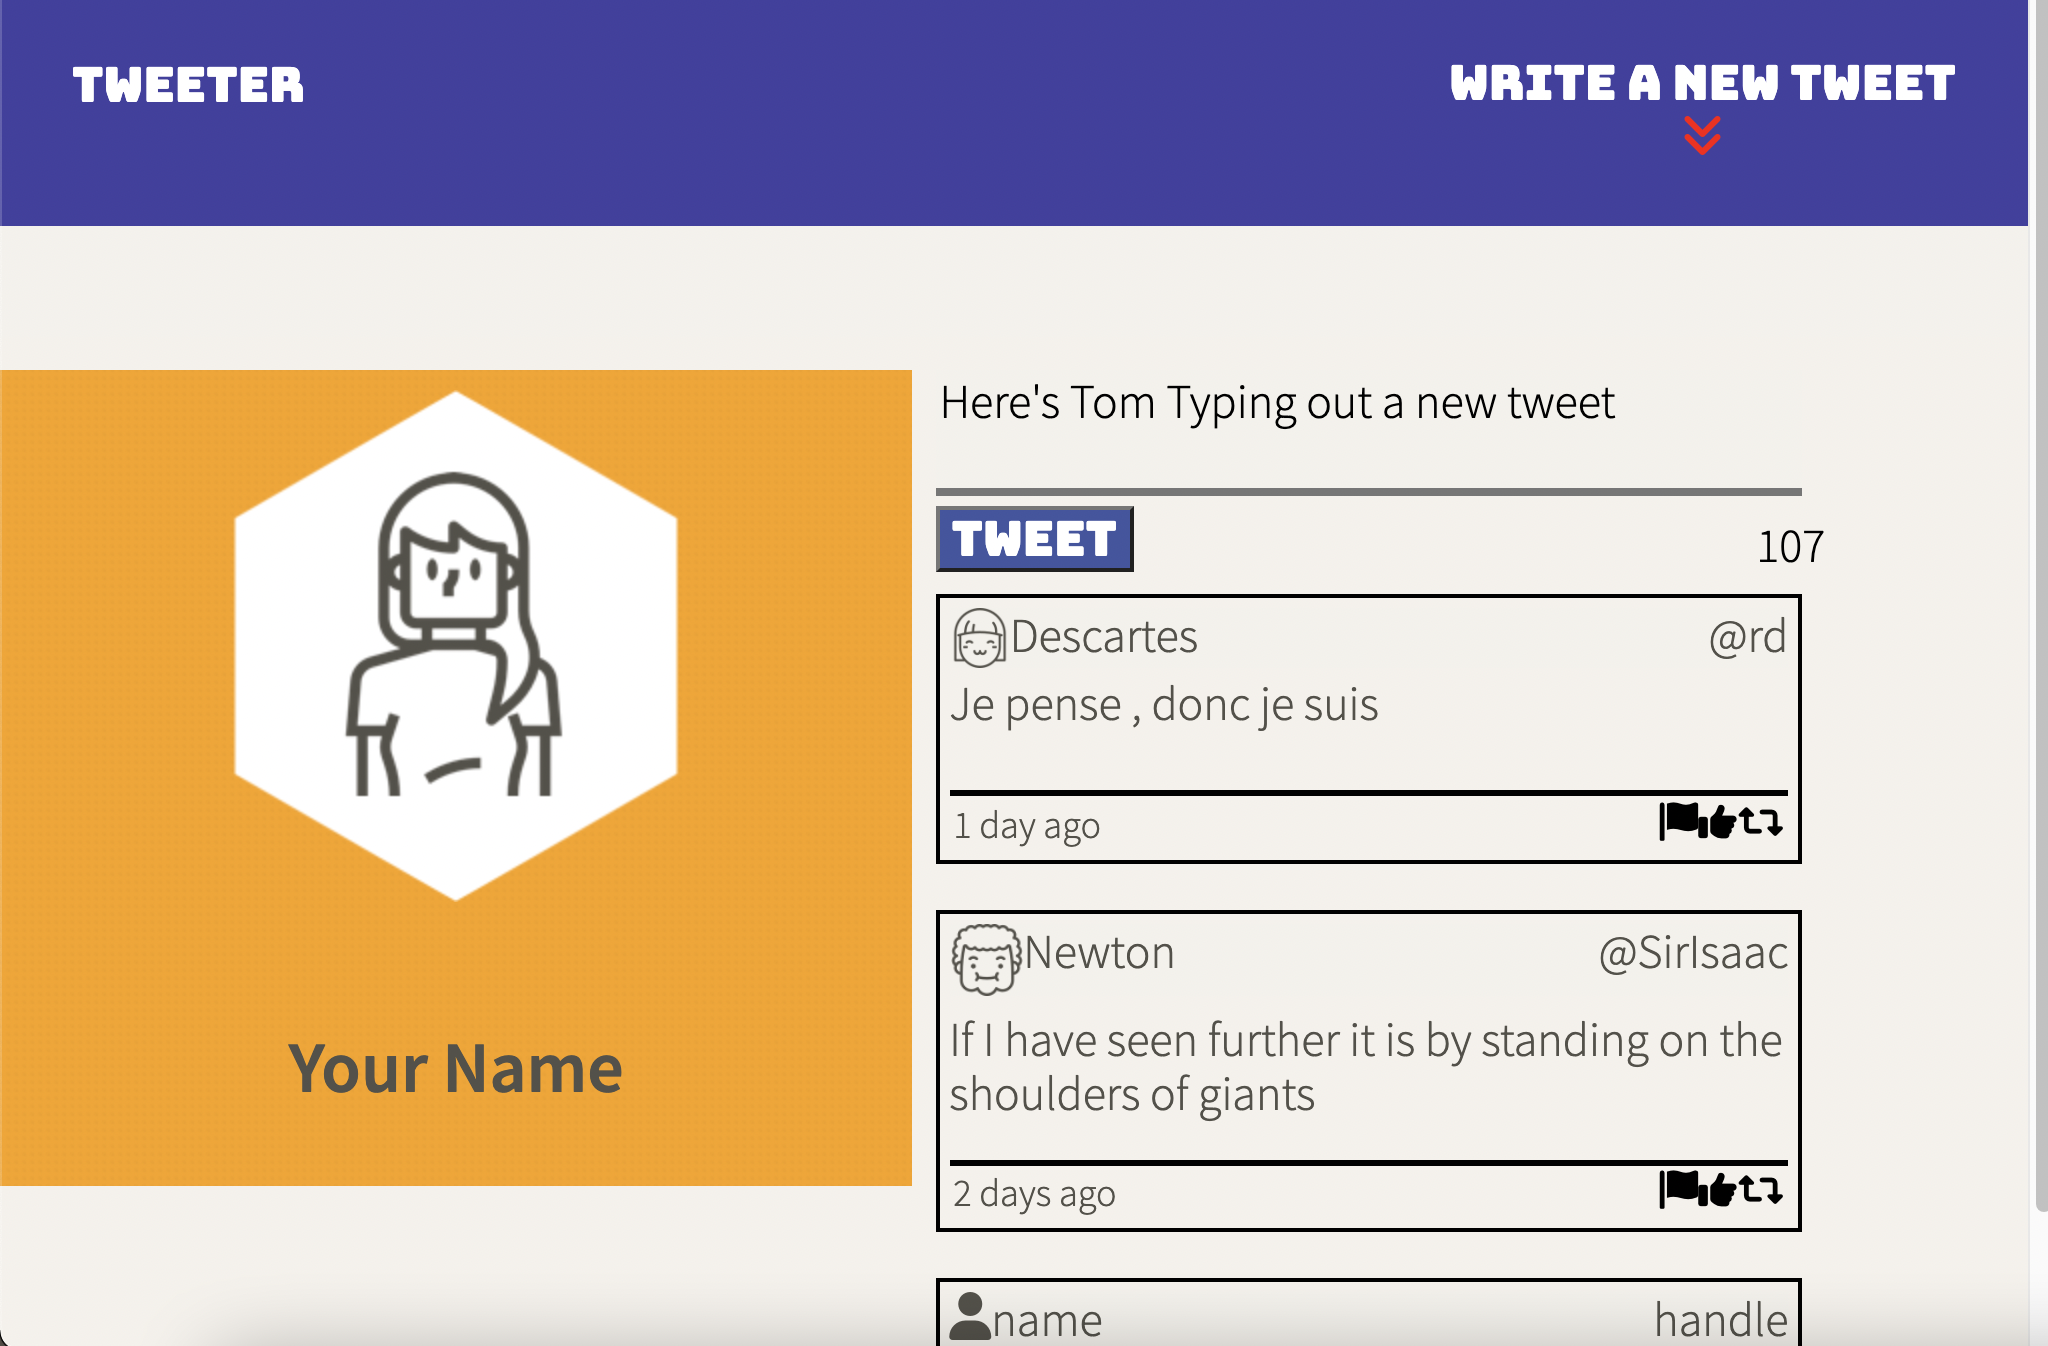 TWEETER
WRITE A NEW TWEET
Your Name
Here's Tom Typing out a new tweet
TWEET
107
Descartes @rd
Je pense , donc je suis
1 day ago
Newton @SirIsaac
If I have seen further it is by standing on the
shoulders of giants
2 days ago
name handle